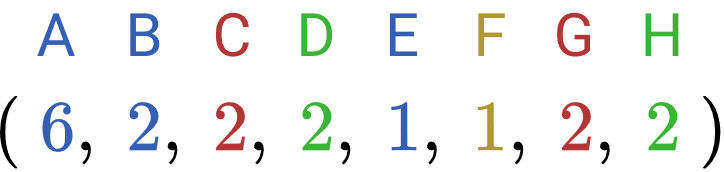 A B C D E F G H
( 6, 2, 2, 2, 1, 1, 2, 2 )